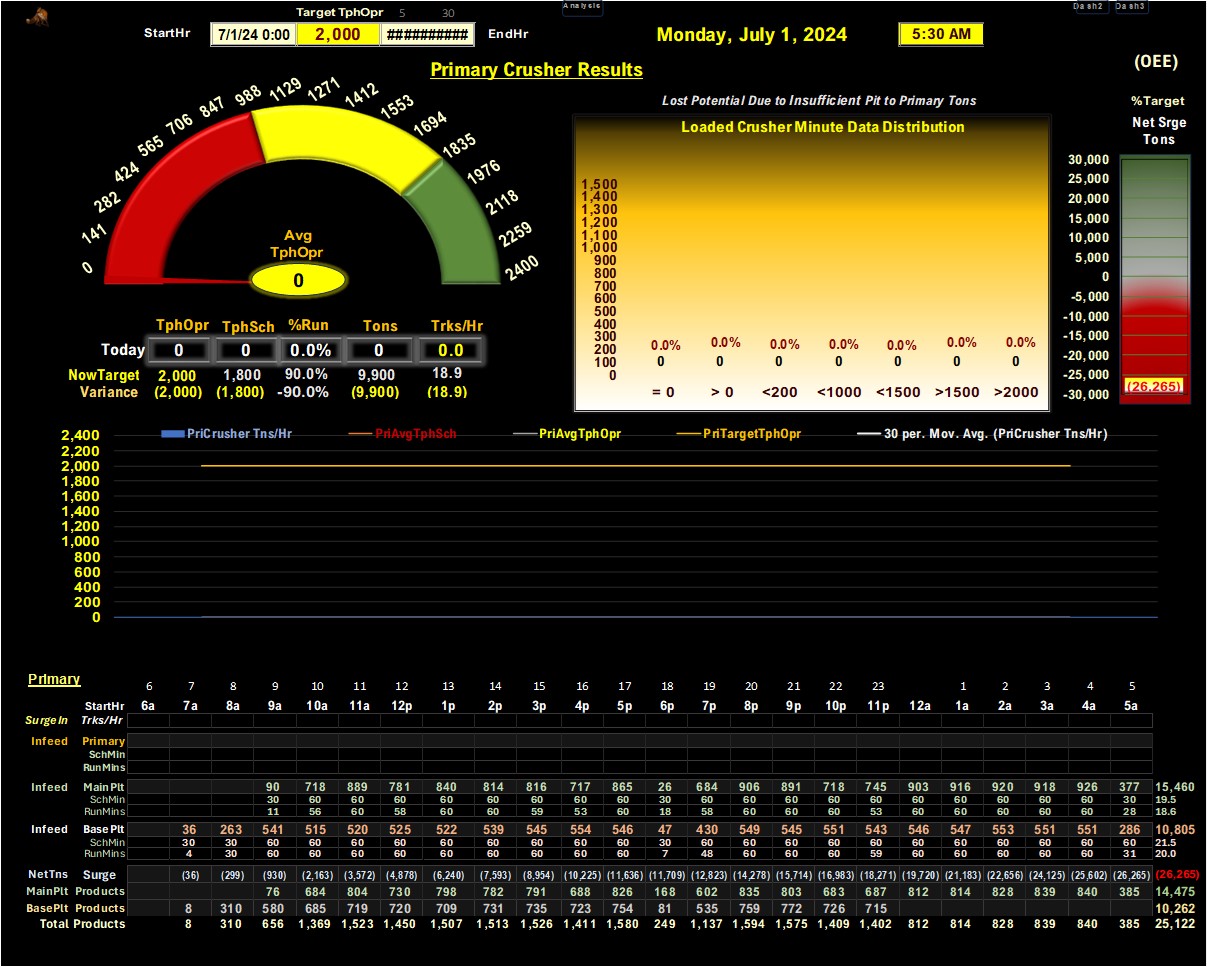 Analysis Dash2 Dash3
Target TphOpr 5 30
StartHr 7/1/24 0:00 2,000 ########## EndHr Monday, July 1, 2024 5:30 AM
Primary Crusher Results
(OEE)
%Target
Net Srge
Tons
0 141 282 424 565 706 847 988 1129 1271 1412 1553 1694 1835 1976 2118 2259 2400
Avg
TphOpr
0
Lost Potential Due to Insufficient Pit to Primary Tons
Loaded Crusher Minute Data Distribution
1,500
1,400
1,300
1,200
1,100
1,000
900
800
700
600
500
400
300
200
100
0
0.0% 0.0% 0.0% 0.0% 0.0% 0.0% 0.0%
0 0 0 0 0 0 0
= 0 > 0 <200 <1000 <1500 >1500 >2000
30,000
25,000
20,000
15,000
10,000
5,000
0
-5,000
-10,000
-15,000
-20,000
-25,000
-30,000
(26,265)
TphOpr TphSch %Run Tons Trks/Hr
Today 0 0 0.0% 0 0.0
NowTarget 2,000 1,800 90.0% 9,900 18.9
Variance (2,000) (1,800) -90.0% (9,900) (18.9)
PriCrusher Tns/Hr PriAvgTphSch PriAvgTphOpr PriTargetTphOpr 30 per. Mov. Avg. (PriCrusher Tns/Hr)
2,400
2,200
2,000
1,800
1,600
1,400
1,200
1,000
800
600
400
200
0
Primary
6 7 8 9 10 11 12 13 14 15 16 17 18 19 20 21 22 23 1 2 3 4 5
StartHr 6a 7a 8a 9a 10a 11a 12p 1p 2p 3p 4p 5p 6p 7p 8p 9p 10p 11p 12a 1a 2a 3a 4a 5a
SurgeIn Trks/Hr
Infeed Primary
SchMin
RunMins
Infeed MainPlt 90 718 889 781 840 814 816 717 865 26 684 906 891 718 745 903 916 920 918 926 377 15,460
SchMin 30 60 60 60 60 60 60 60 60 30 60 60 60 60 60 60 60 60 60 60 30 19.5
RunMins 11 56 60 58 60 60 59 53 60 18 58 60 60 60 53 60 60 60 60 60 28 18.6
Infeed BasePlt 36 263 541 515 520 525 522 539 545 554 546 47 430 549 545 551 543 546 547 553 551 551 286 10,805
SchMin 30 30 60 60 60 60 60 60 60 60 60 30 60 60 60 60 60 60 60 60 60 60 60 21.5
RunMins 4 30 60 60 60 60 60 60 60 60 60 7 48 60 60 60 59 60 60 60 60 60 31 20.0
NetTns Surge (36) (299) (930) (2,163) (3,572) (4,878) (6,240) (7,593) (8,954) (10,225) (11,636) (11,709) (12,823) (14,278) (15,714) (16,983) (18,271) (19,720) (21,183) (22,656) (24,125) (25,602) (26,265) (26,265)
MainPlt Products 76 684 804 730 798 782 791 688 826 168 602 835 803 683 687 812 814 828 839 840 385 14,475
BasePlt Products 8 310 580 685 719 720 709 731 735 723 754 81 535 759 772 726 715 10,262
Total Products 8 310 656 1,369 1,523 1,450 1,507 1,513 1,526 1,411 1,580 249 1,137 1,594 1,575 1,409 1,402 812 814 828 839 840 385 25,122